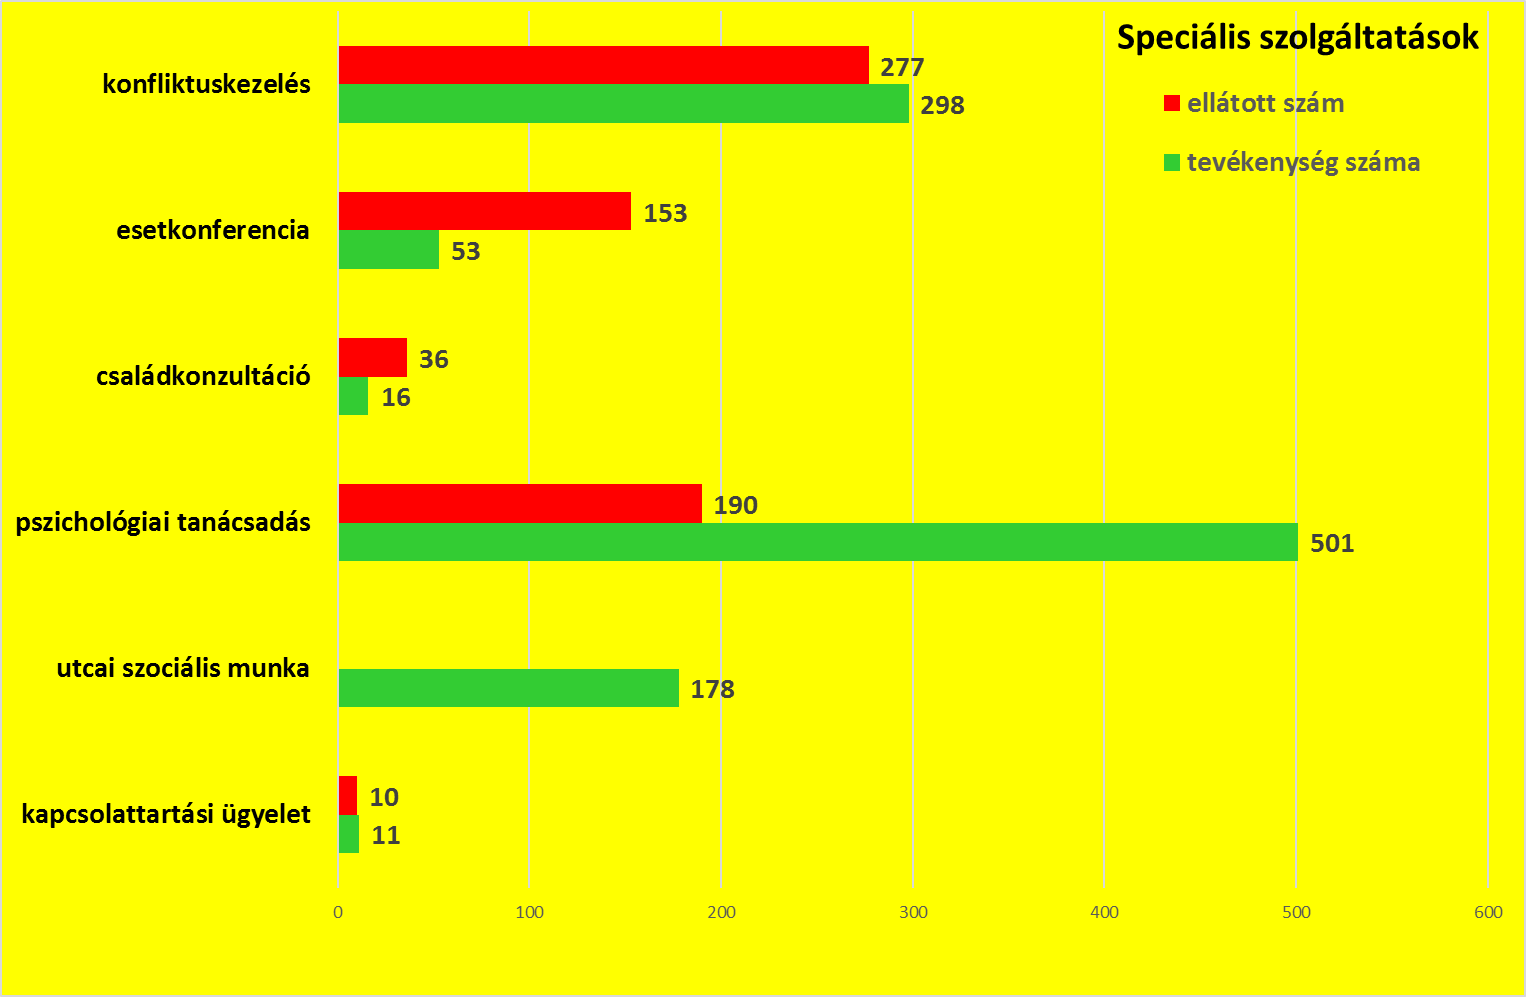 Speciális szolgáltatások
ellátott szám
tevékenység száma
konfliktuskezelés
277
298
esetkonferencia
153
53
családkonzultáció
36
16
pszichológiai tanácsadás
190
501
utcai szociális munka
178
kapcsolattartási ügyelet
10
11
0 100 200 300 400 500 600